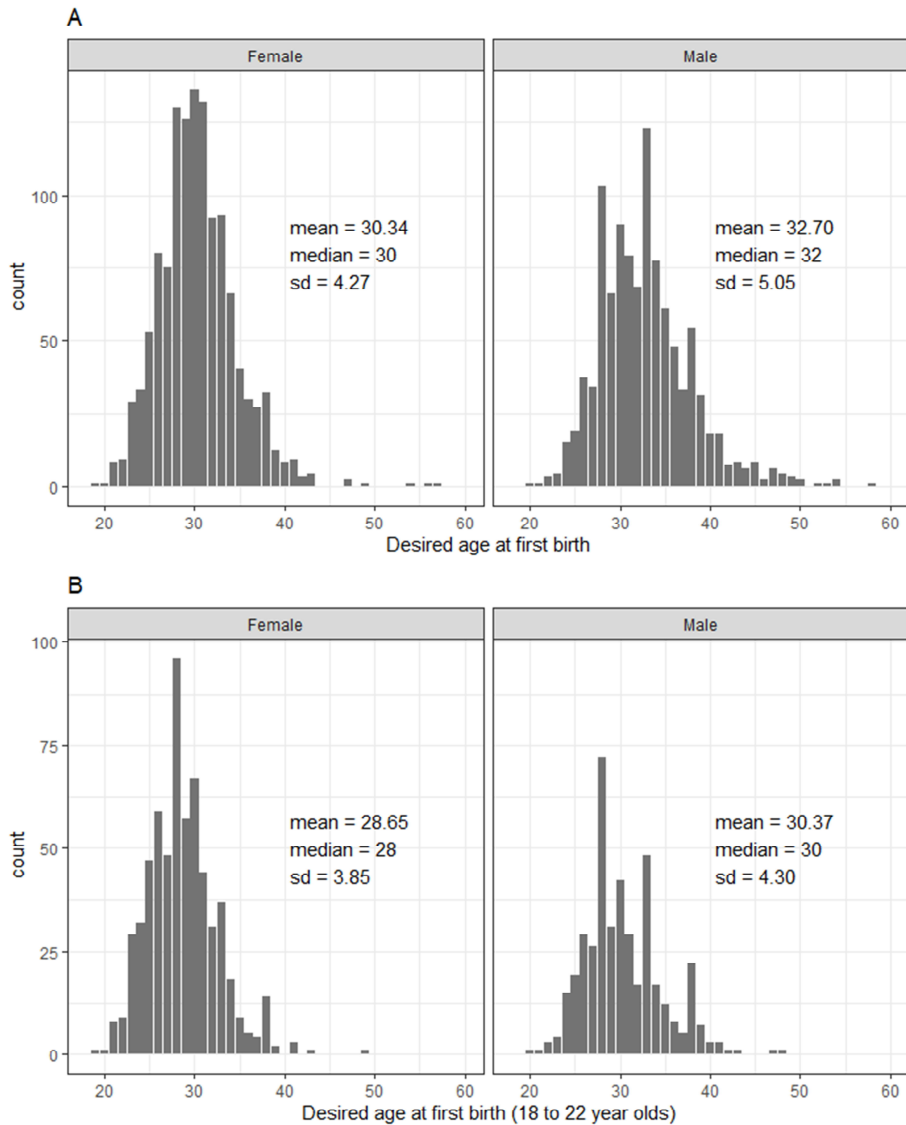 A
Female
Male
100
50
0
count
mean = 30.34
median = 30
sd = 4.27
mean = 32.70
median = 32
sd = 5.05
20 30 40 50 60
20 30 40 50 60
Desired age at first birth
B
Female
Male
100
75
50
25
0
count
mean = 28.65
median = 28
sd = 3.85
mean = 30.37
median = 30
sd = 4.30
20 30 40 50 60
20 30 40 50 60
Desired age at first birth (18 to 22 year olds)